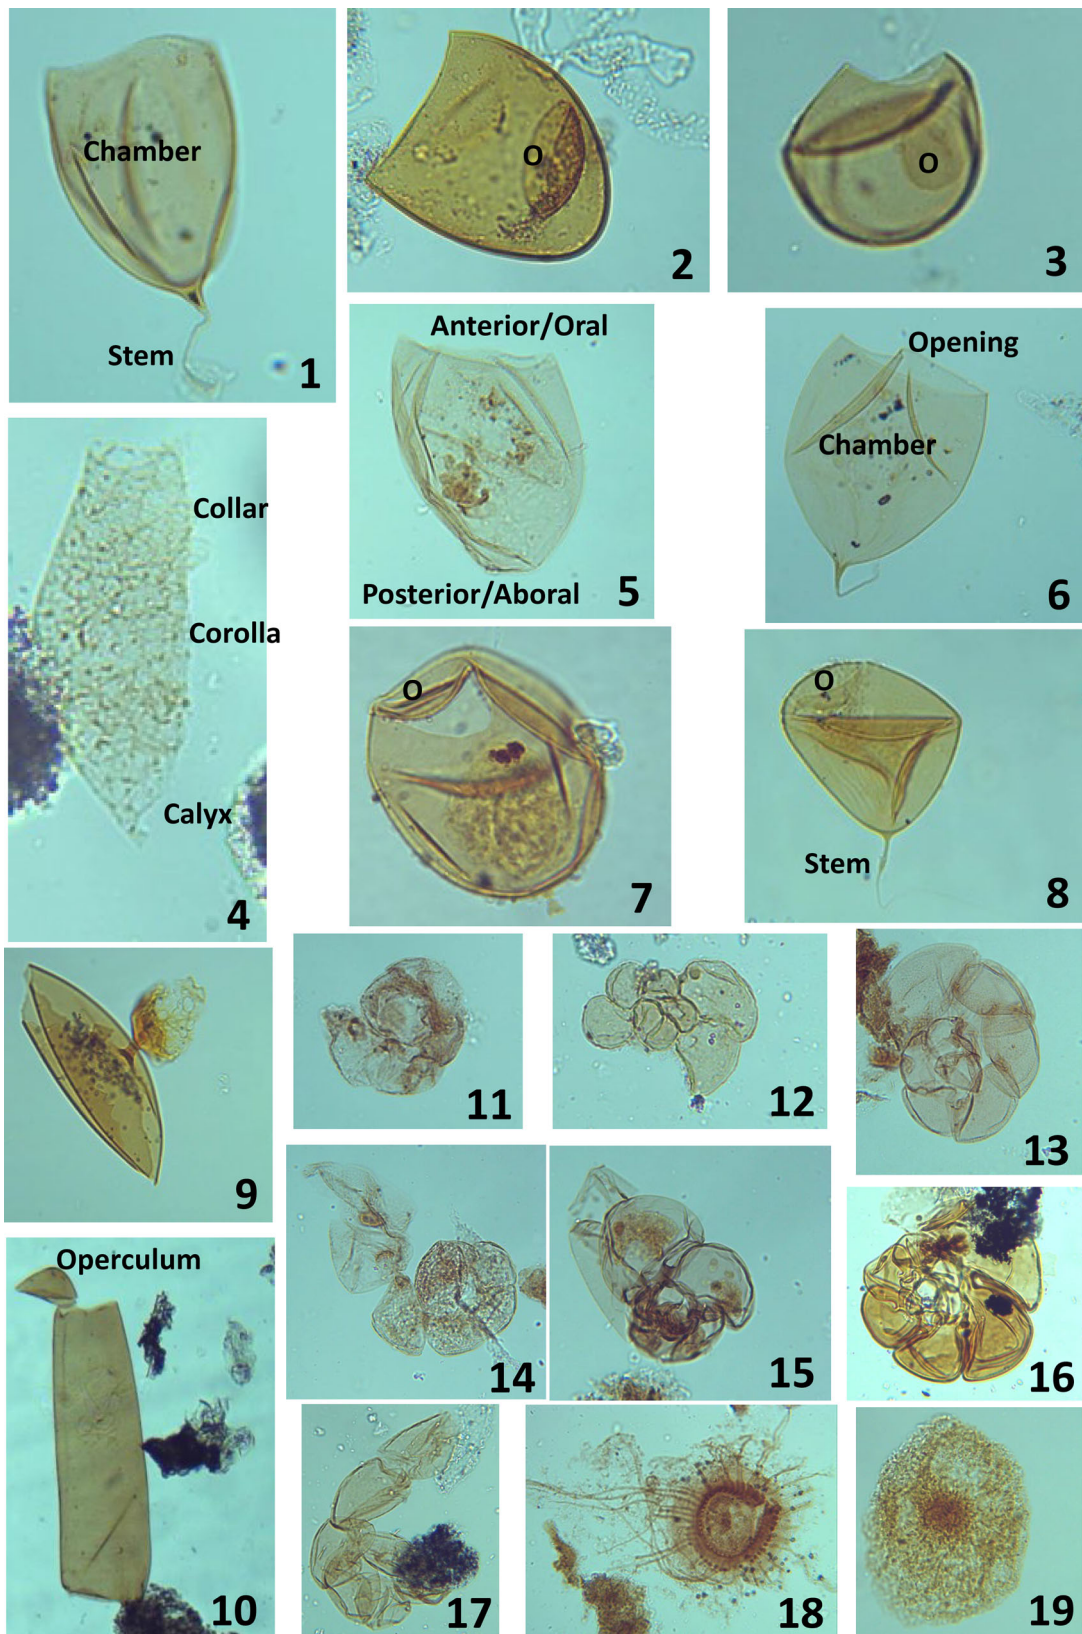 Chamber
Stem
1
O
2
O
3
Collar
Corolla
Calyx
4
Anterior/Oral
Posterior/Aboral
5
Opening
Chamber
6
O
7
O
Stem
8
9
Operculum
10
11
12
13
14
15
16
17
18
19